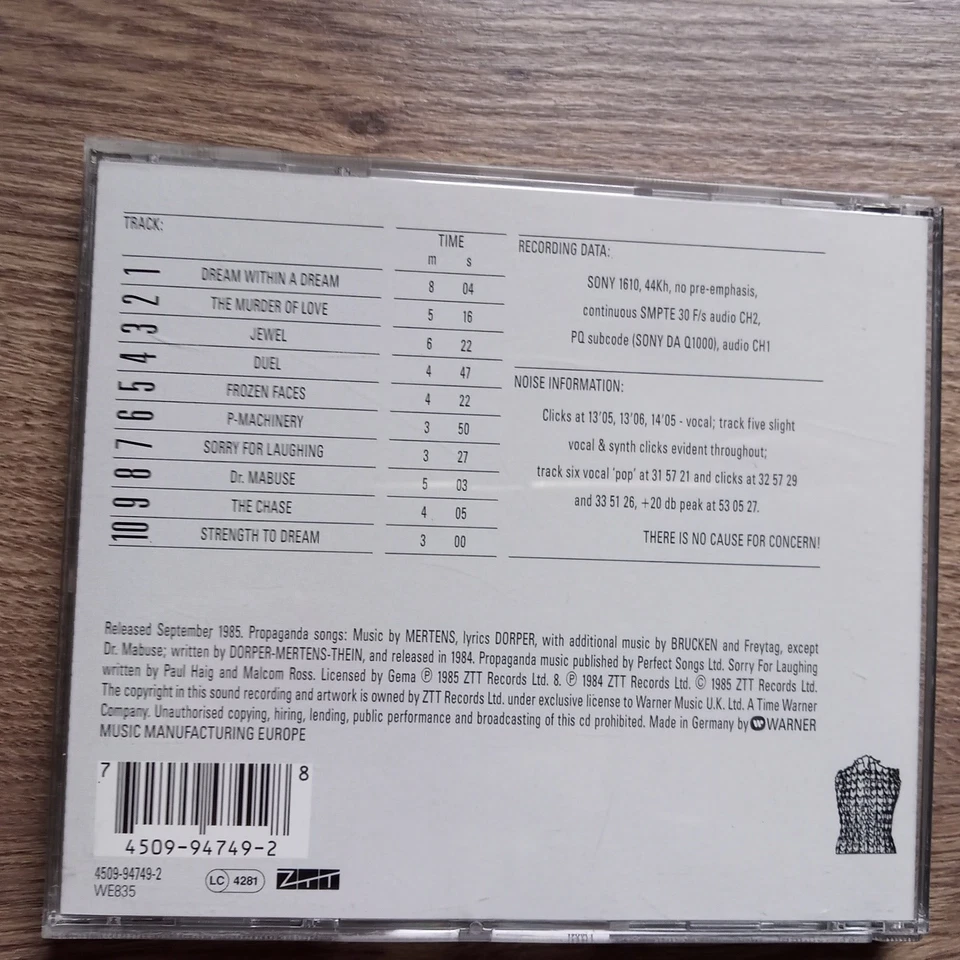 TRACK:
TIME
m s
1 DREAM WITHIN A DREAM 8 04
2 THE MURDER OF LOVE 5 16
3 JEWEL 6 22
4 DUEL 4 47
5 FROZEN FACES 4 22
6 P-MACHINERY 3 50
7 SORRY FOR LAUGHING 3 27
8 Dr. MABUSE 5 03
9 THE CHASE 4 05
10 STRENGTH TO DREAM 3 00
RECORDING DATA:
SONY 1610, 44Kh, no pre-emphasis,
continuous SMPTE 30 F/s audio CH2,
PQ subcode (SONY DA Q1000), audio CH1
NOISE INFORMATION:
Clicks at 13'05, 13'06, 14'05 - vocal; track five slight
vocal & synth clicks evident throughout;
track six vocal 'pop' at 31 57 21 and clicks at 32 57 29
and 33 51 26, +20 db peak at 53 05 27.
THERE IS NO CAUSE FOR CONCERN!
Released September 1985. Propaganda songs: Music by MERTENS, lyrics DORPER, with additional music by BRUCKEN and Freytag, except
Dr. Mabuse; written by DORPER-MERTENS-THEIN, and released in 1984. Propaganda music published by Perfect Songs Ltd. Sorry For Laughing
written by Paul Haig and Malcom Ross. Licensed by Gema ℗ 1985 ZTT Records Ltd. 8. ℗ 1984 ZTT Records Ltd. © 1985 ZTT Records Ltd.
The copyright in this sound recording and artwork is owned by ZTT Records Ltd. under exclusive license to Warner Music U.K. Ltd. A Time Warner
Company. Unauthorised copying, hiring, lending, public performance and broadcasting of this cd prohibited. Made in Germany by WARNER
MUSIC MANUFACTURING EUROPE
7 8
4509-94749-2
4509-94749-2
WE835
LC 4281
ZTT